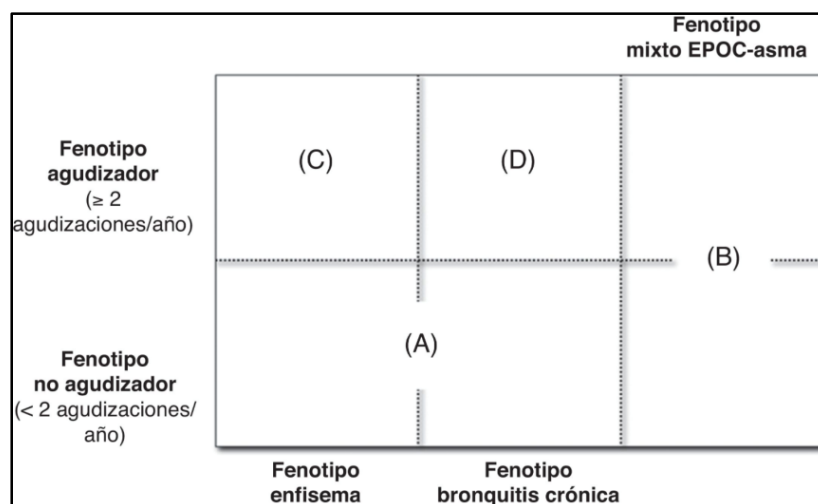 Fenotipo
mixto EPOC-asma
Fenotipo
agudizador
(≥ 2
agudizaciones/año)
(C)
(D)
(B)
(A)
Fenotipo
no agudizador
(< 2 agudizaciones/
año)
Fenotipo
enfisema
Fenotipo
bronquitis crónica